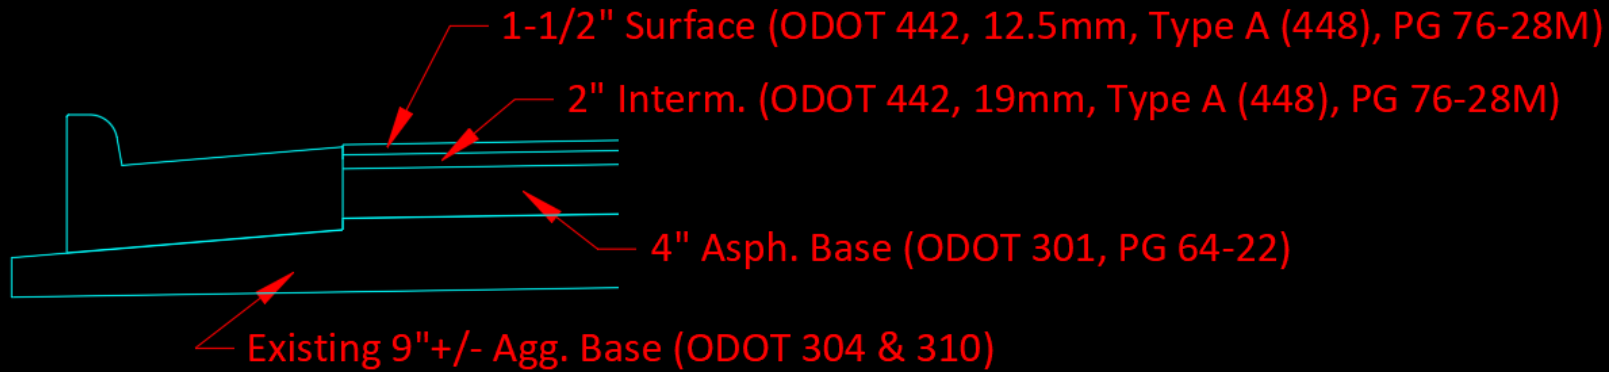 1-1/2" Surface (ODOT 442, 12.5mm, Type A (448), PG 76-28M)
2" Interm. (ODOT 442, 19mm, Type A (448), PG 76-28M)
4" Asph. Base (ODOT 301, PG 64-22)
Existing 9"+/- Agg. Base (ODOT 304 & 310)